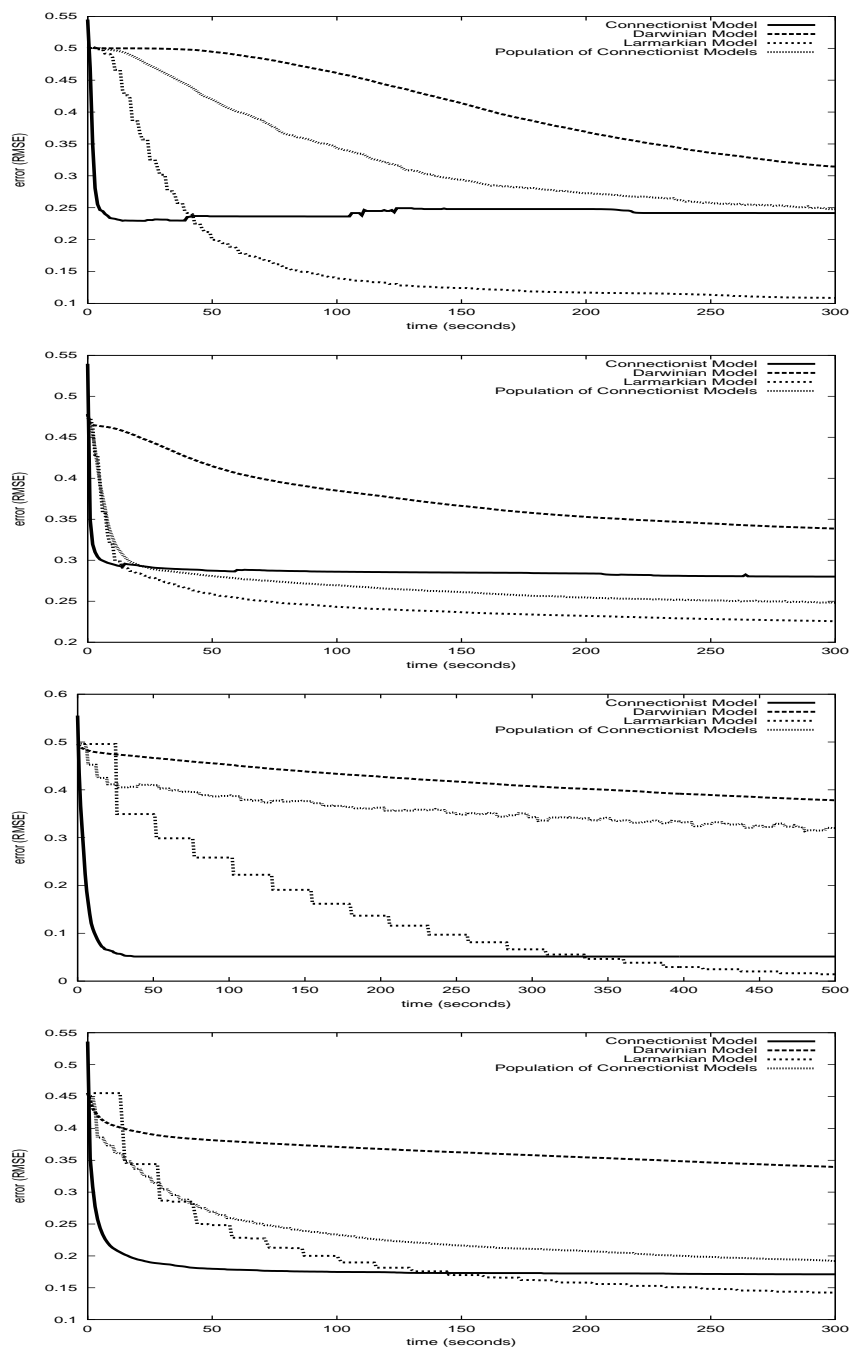 0.55
0.5
0.45
0.4
0.35
0.3
0.25
0.2
0.15
0.1
error (RMSE)
Connectionist Model
Darwinian Model
Larmarkian Model
Population of Connectionist Models
0 50 100 150 200 250 300
time (seconds)
0.55
0.5
0.45
0.4
0.35
0.3
0.25
0.2
error (RMSE)
Connectionist Model
Darwinian Model
Larmarkian Model
Population of Connectionist Models
0 50 100 150 200 250 300
time (seconds)
0.6
0.5
0.4
0.3
0.2
0.1
0
error (RMSE)
Connectionist Model
Darwinian Model
Larmarkian Model
Population of Connectionist Models
0 50 100 150 200 250 300 350 400 450 500
time (seconds)
0.55
0.5
0.45
0.4
0.35
0.3
0.25
0.2
0.15
0.1
error (RMSE)
Connectionist Model
Darwinian Model
Larmarkian Model
Population of Connectionist Models
0 50 100 150 200 250 300
time (seconds)